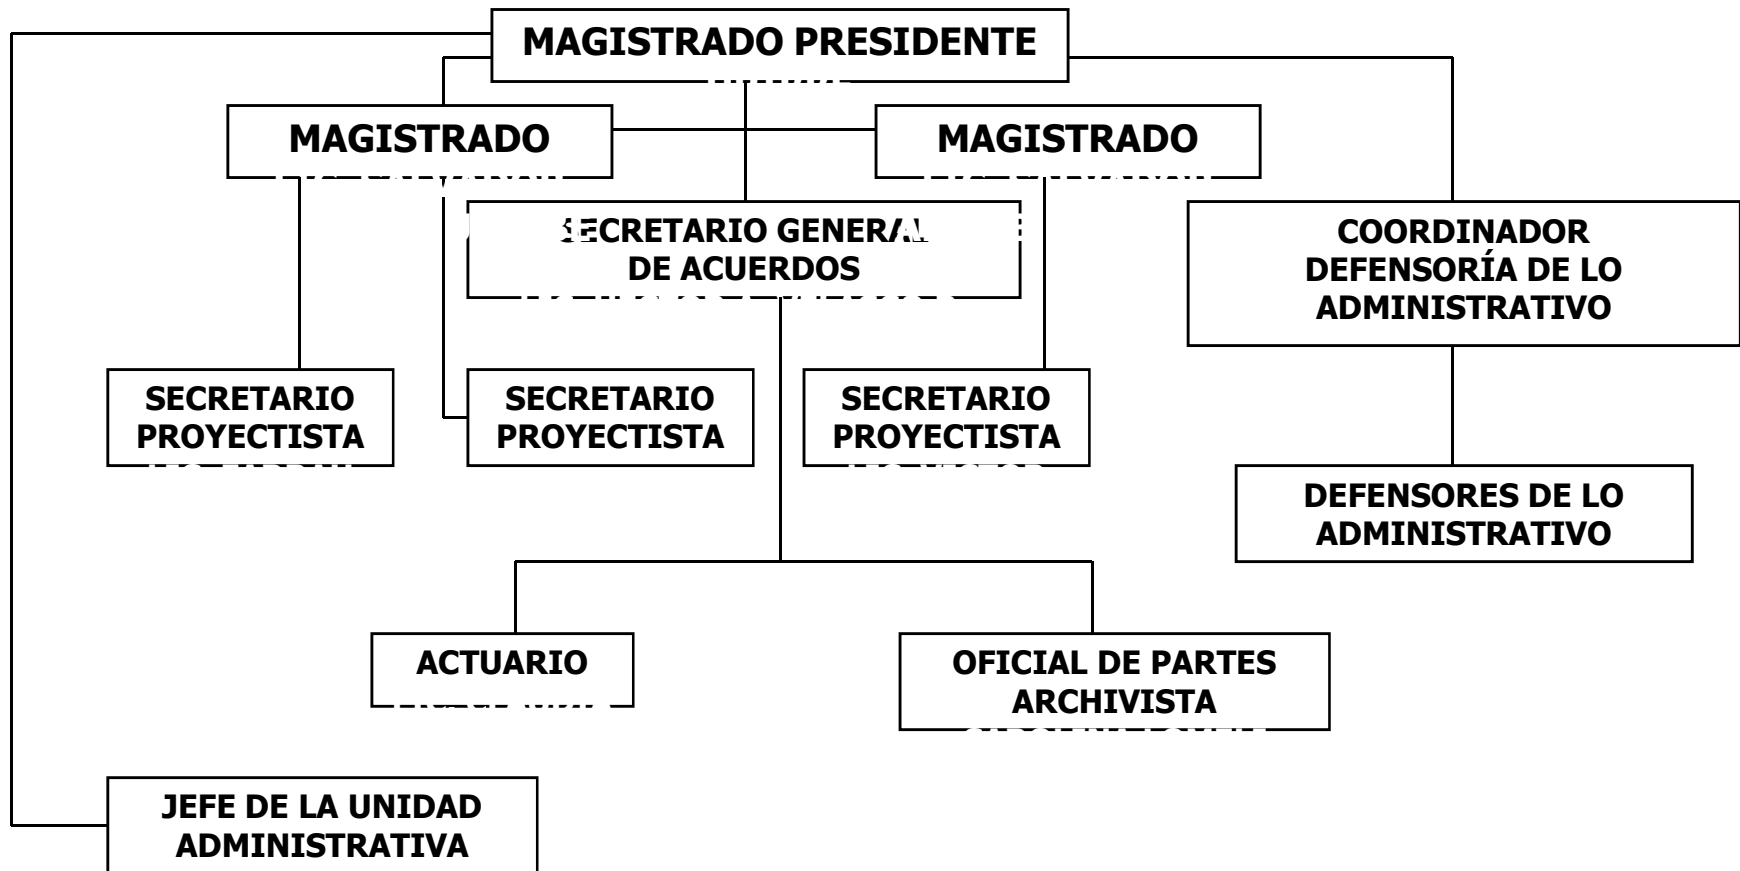 MAGISTRADO PRESIDENTE
MAGISTRADO
MAGISTRADO
SECRETARIO GENERAL
DE ACUERDOS
COORDINADOR
DEFENSORÍA DE LO
ADMINISTRATIVO
SECRETARIO
PROYECTISTA
SECRETARIO
PROYECTISTA
SECRETARIO
PROYECTISTA
DEFENSORES DE LO
ADMINISTRATIVO
ACTUARIO
OFICIAL DE PARTES
ARCHIVISTA
JEFE DE LA UNIDAD
ADMINISTRATIVA